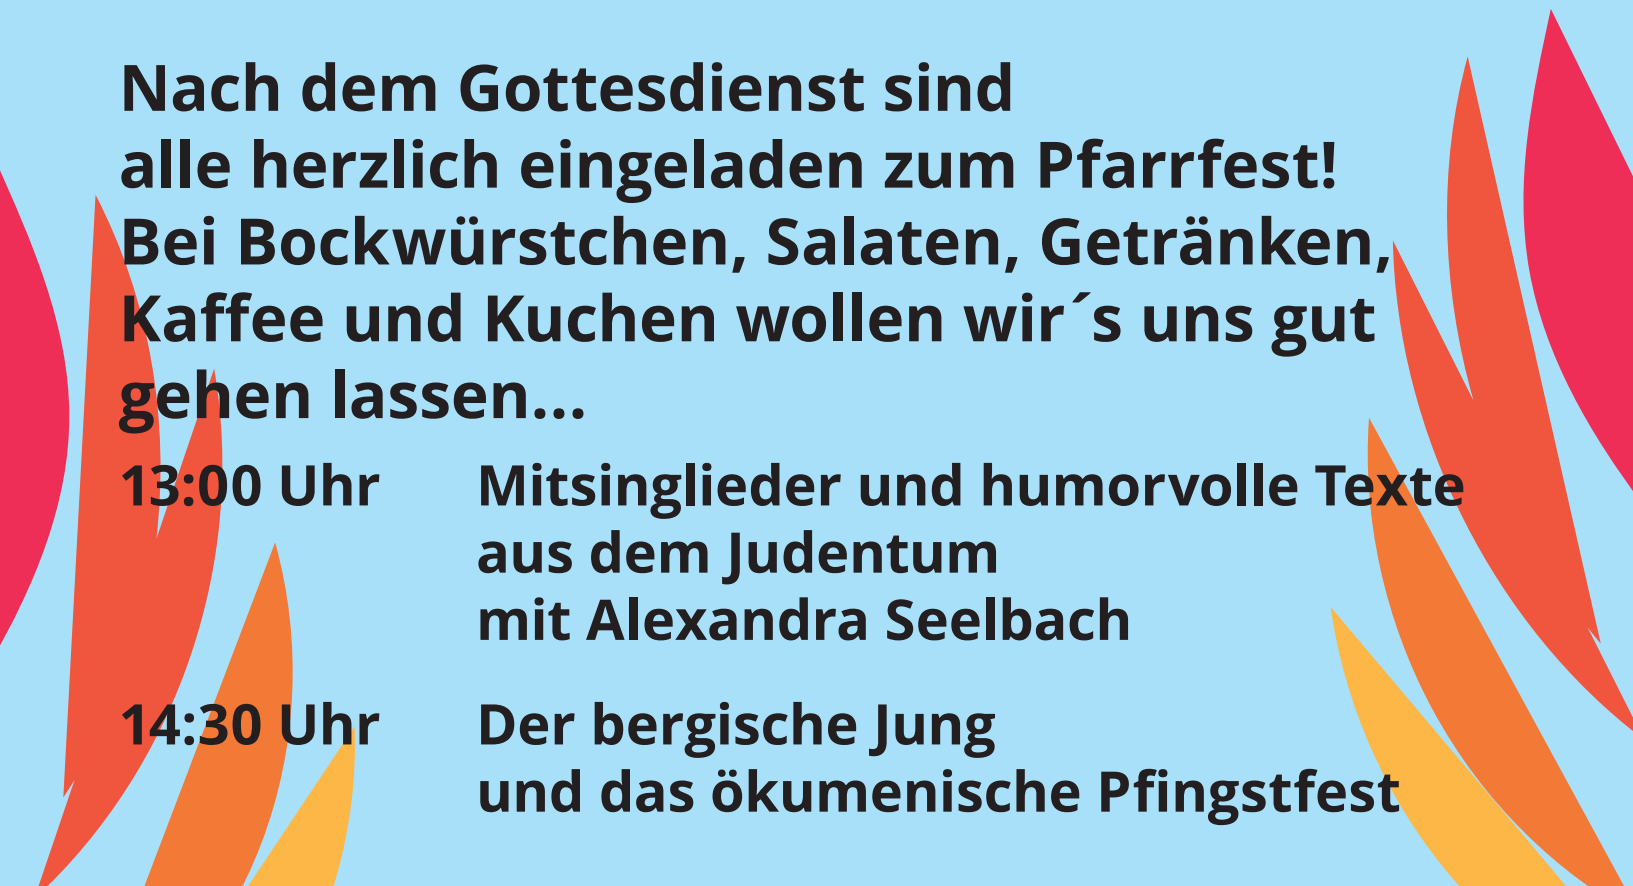 Nach dem Gottesdienst sind
alle herzlich eingeladen zum Pfarrfest!
Bei Bockwürstchen, Salaten, Getränken,
Kaffee und Kuchen wollen wir´s uns gut
gehen lassen...
13:00 Uhr Mitsinglieder und humorvolle Texte
aus dem Judentum
mit Alexandra Seelbach
14:30 Uhr Der bergische Jung
und das ökumenische Pfingstfest